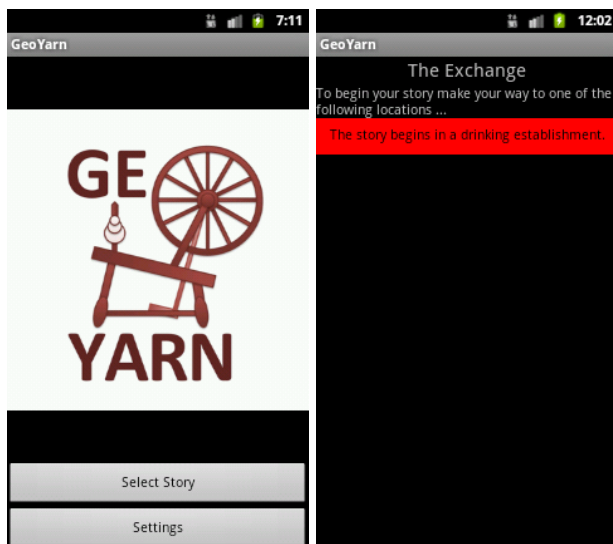 7:11
GeoYarn
GE
YARN
Select Story
Settings
12:02
GeoYarn
The Exchange
To begin your story make your way to one of the
following locations ...
The story begins in a drinking establishment.